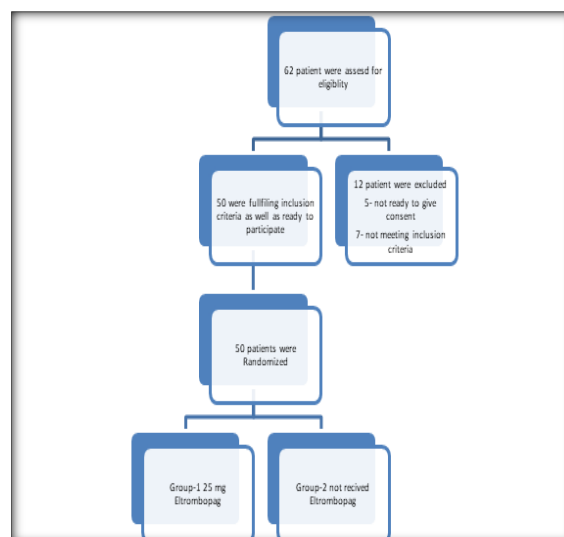 62 patient were assesd for
eligiblity
50 were fullfiling inclusion
criteria as well as ready to
participate
12 patient were excluded
5- not ready to give
consent
7- not meeting inclusion
criteria
50 patients were
Randomized
Group-1 25 mg
Eltrombopag
Group-2 not recived
Eltrombopag